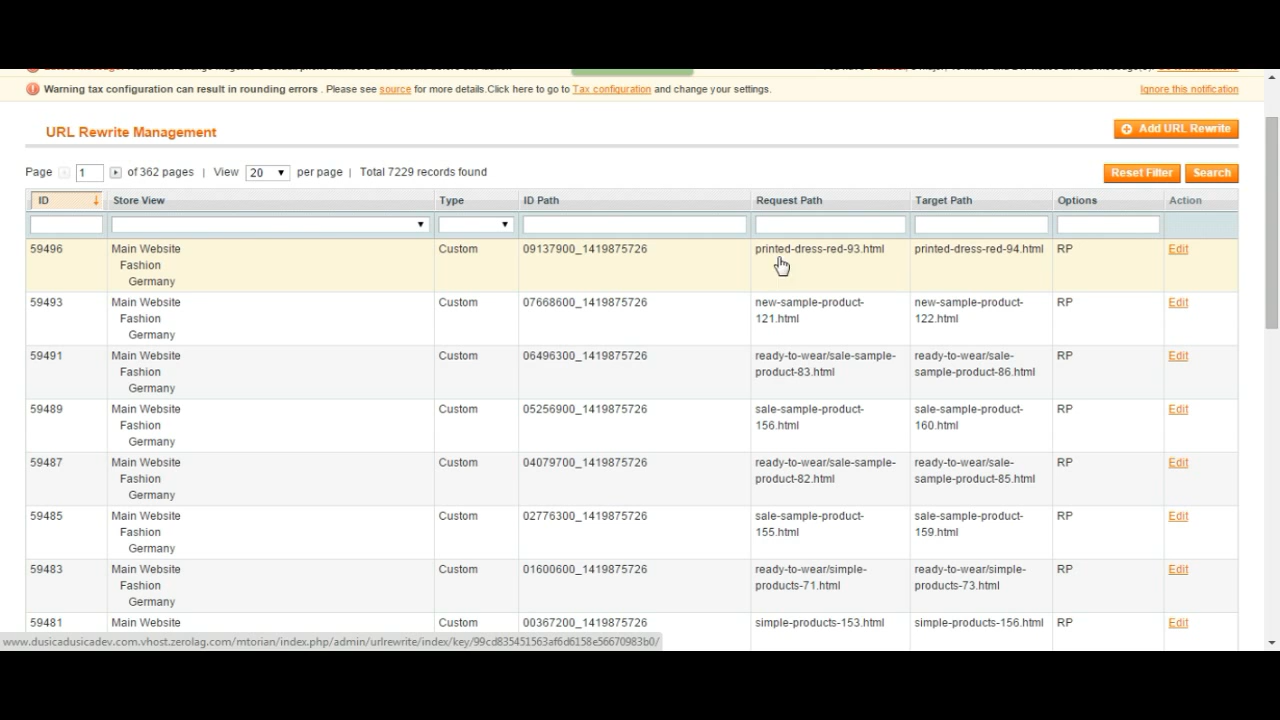 Warning tax configuration can result in rounding errors . Please see source for more details.Click here to go to Tax configuration and change your settings. Ignore this notification
URL Rewrite Management
Add URL Rewrite
Page 1 of 362 pages | View 20 per page | Total 7229 records found
Reset Filter Search
ID Store View Type ID Path Request Path Target Path Options Action
59496 Main Website Custom 09137900_1419875726 printed-dress-red-93.html printed-dress-red-94.html RP Edit
Fashion
Germany
59493 Main Website Custom 07668600_1419875726 new-sample-product- new-sample-product- RP Edit
Fashion 121.html 122.html
Germany
59491 Main Website Custom 06496300_1419875726 ready-to-wear/sale-sample- ready-to-wear/sale- RP Edit
Fashion product-83.html sample-product-86.html
Germany
59489 Main Website Custom 05256900_1419875726 sale-sample-product- sale-sample-product- RP Edit
Fashion 156.html 160.html
Germany
59487 Main Website Custom 04079700_1419875726 ready-to-wear/sale-sample- ready-to-wear/sale- RP Edit
Fashion product-82.html sample-product-85.html
Germany
59485 Main Website Custom 02776300_1419875726 sale-sample-product- sale-sample-product- RP Edit
Fashion 155.html 159.html
Germany
59483 Main Website Custom 01600600_1419875726 ready-to-wear/simple- ready-to-wear/simple- RP Edit
Fashion products-71.html products-73.html
Germany
59481 Main Website Custom 00367200_1419875726 simple-products-153.html simple-products-156.html RP Edit
www.dusicadusicadev.com.vhost.zerolag.com/mtorian/index.php/admin/urlrewrite/index/key/99cd835451563af6d6158e56670983b0/